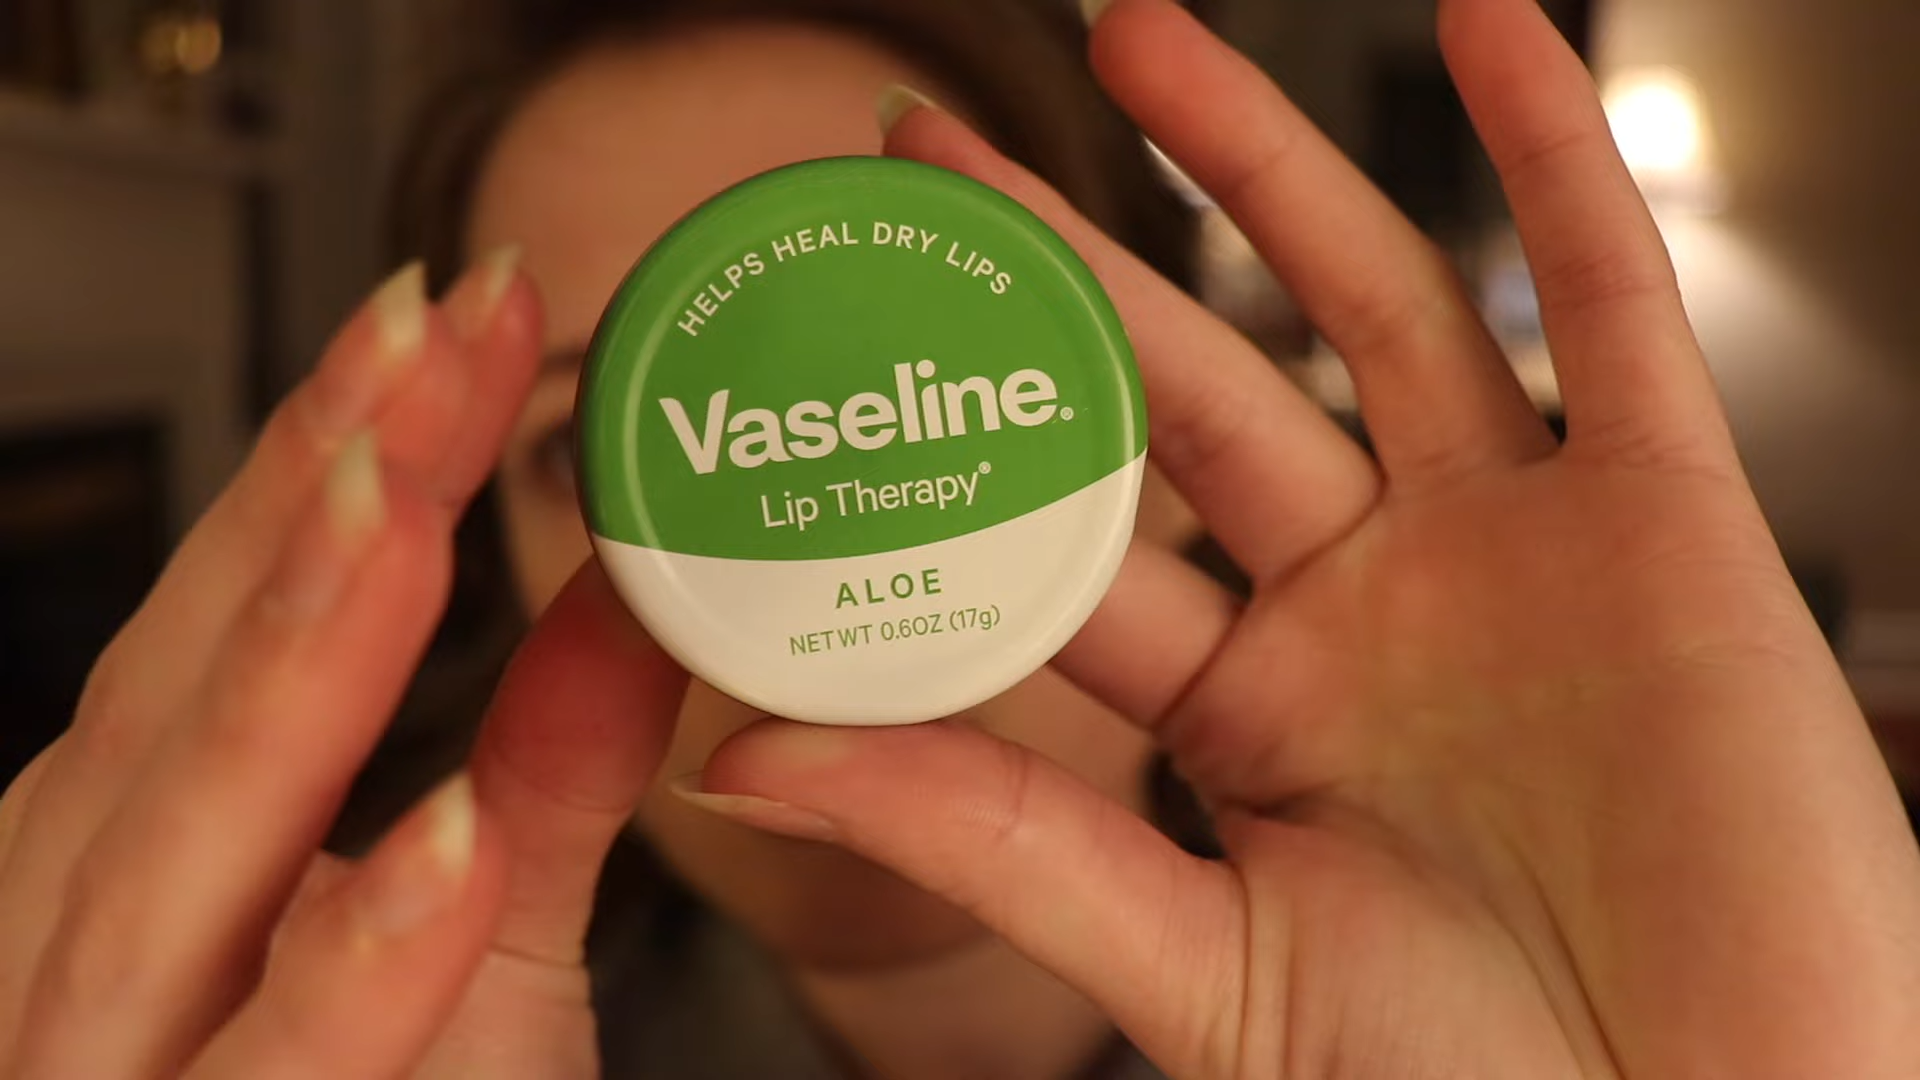 HELPS HEAL DRY LIPS
Vaseline®
Lip Therapy®
ALOE
NET WT 0.6OZ (17g)